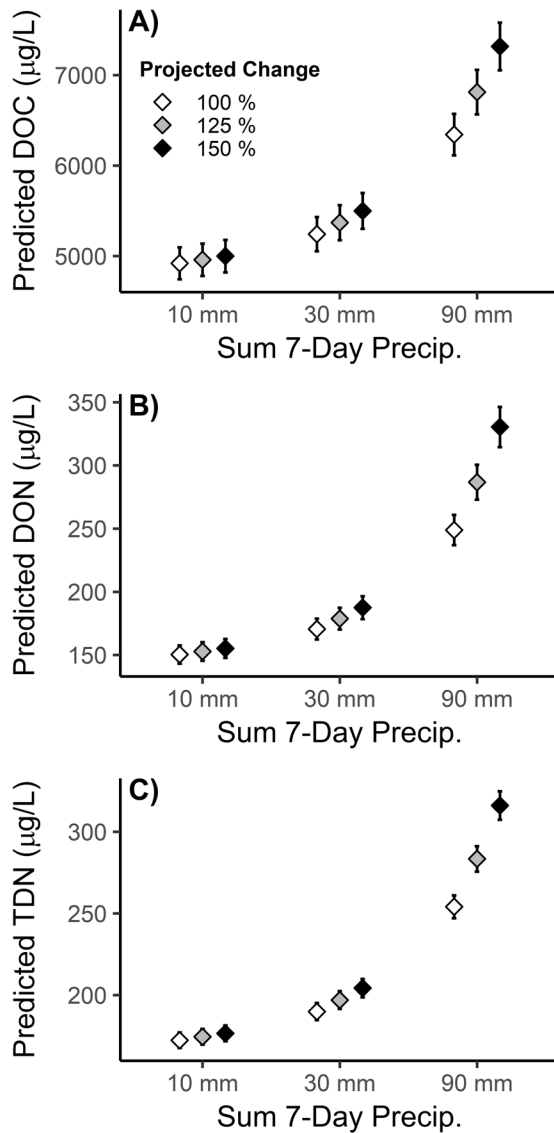 A)
Projected Change
100 %
125 %
150 %
Predicted DOC (μg/L)
7000
6000
5000
10 mm 30 mm 90 mm
Sum 7-Day Precip.
B)
Predicted DON (μg/L)
350
300
250
200
150
10 mm 30 mm 90 mm
Sum 7-Day Precip.
C)
Predicted TDN (μg/L)
300
250
200
10 mm 30 mm 90 mm
Sum 7-Day Precip.